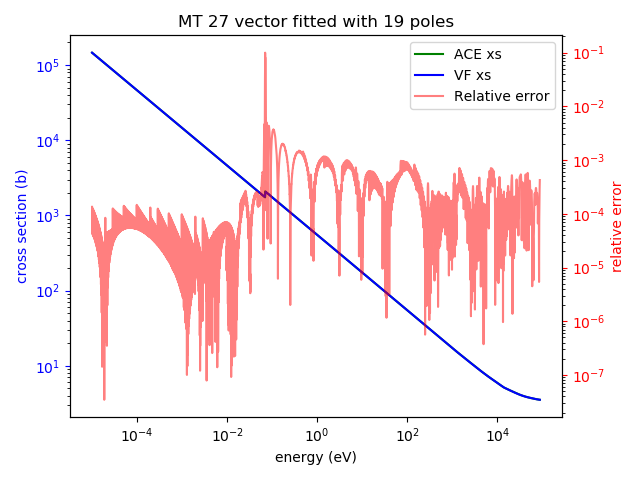 MT 27 vector fitted with 19 poles
ACE xs
VF xs
Relative error
cross section (b)
10^5
10^4
10^3
10^2
10^1
10^-1
10^-2
10^-3
10^-4
10^-5
10^-6
10^-7
relative error
10^-4
10^-2
10^0
10^2
10^4
energy (eV)